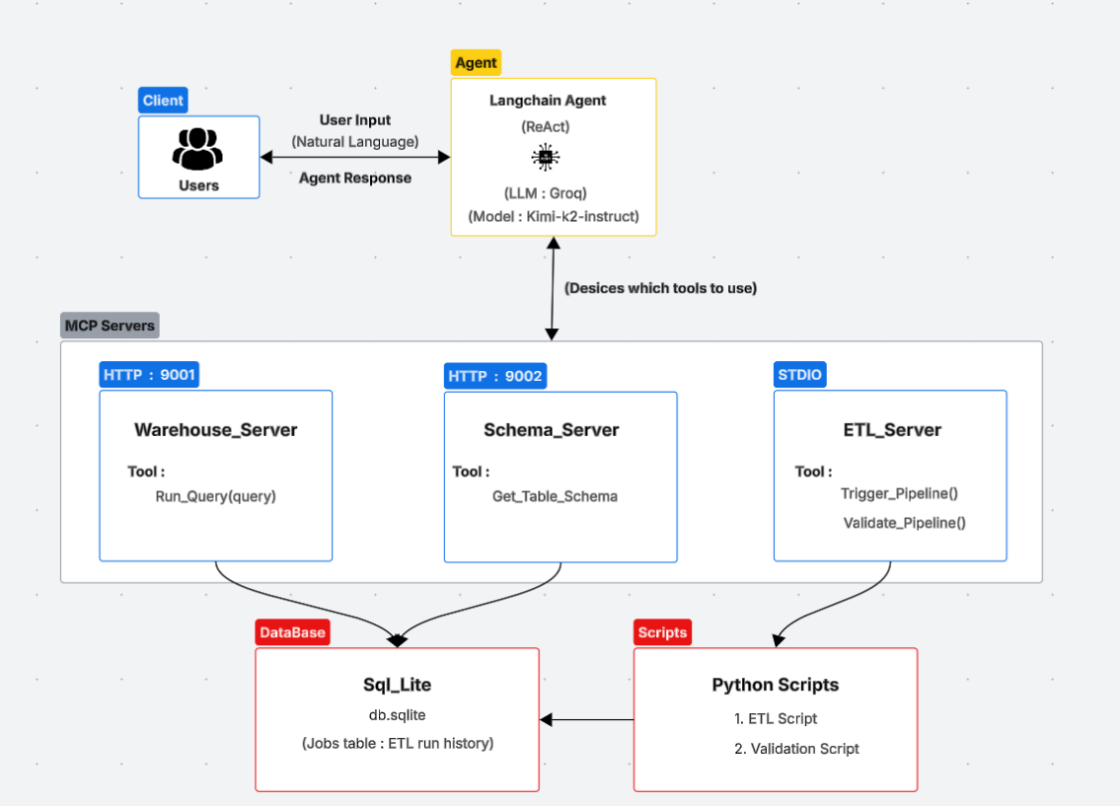 Agent
Langchain Agent
(ReAct)
(LLM : Groq)
(Model : Kimi-k2-instruct)
Client
Users
User Input
(Natural Language)
Agent Response
(Desices which tools to use)
MCP Servers
HTTP : 9001
Warehouse_Server
Tool :
Run_Query(query)
HTTP : 9002
Schema_Server
Tool :
Get_Table_Schema
STDIO
ETL_Server
Tool :
Trigger_Pipeline()
Validate_Pipeline()
DataBase
Sql_Lite
db.sqlite
(Jobs table : ETL run history)
Scripts
Python Scripts
1. ETL Script
2. Validation Script